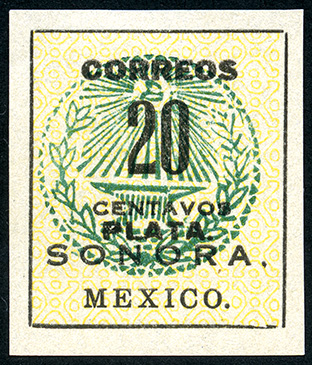 CORREOS
20
CENTAVOS
PLATA
SONORA.
MEXICO.